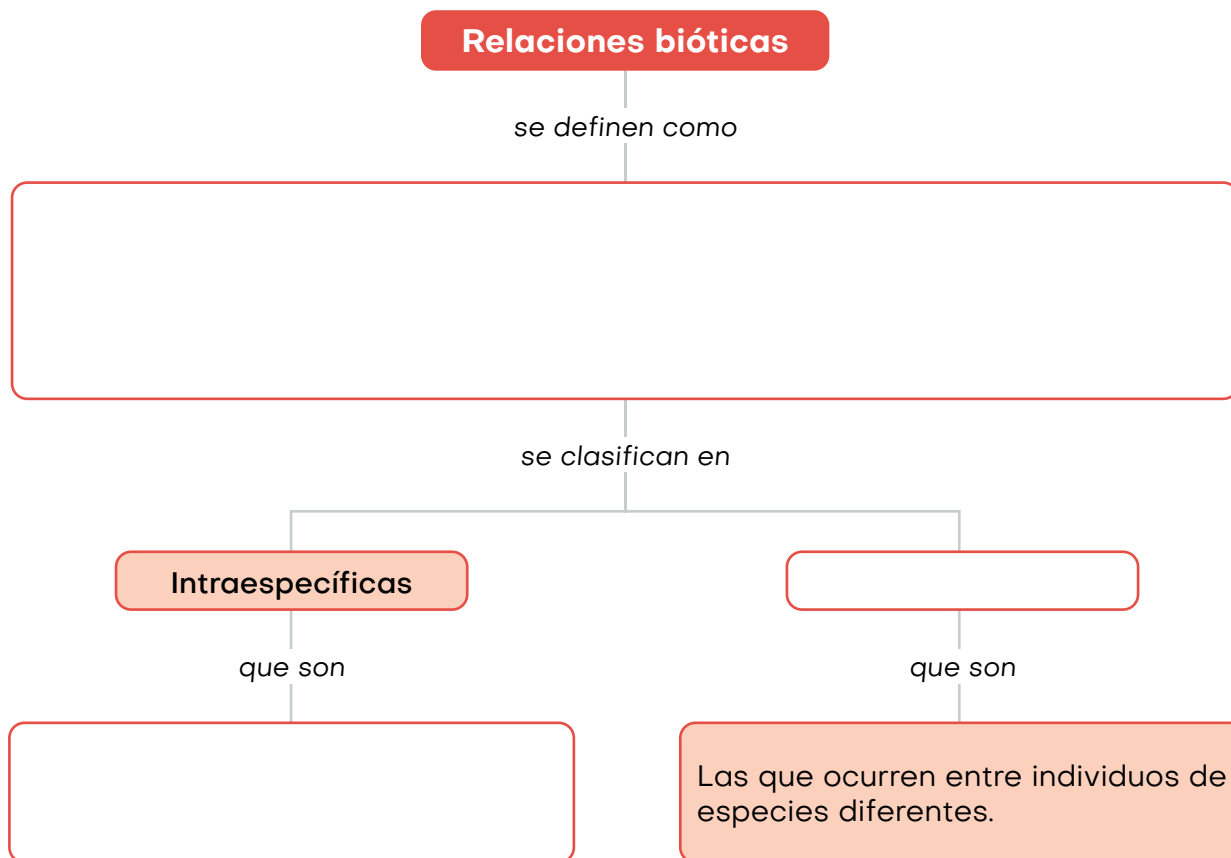 Relaciones bióticas
se definen como
se clasifican en
Intraespecíficas
que son
que son
Las que ocurren entre individuos de
especies diferentes.